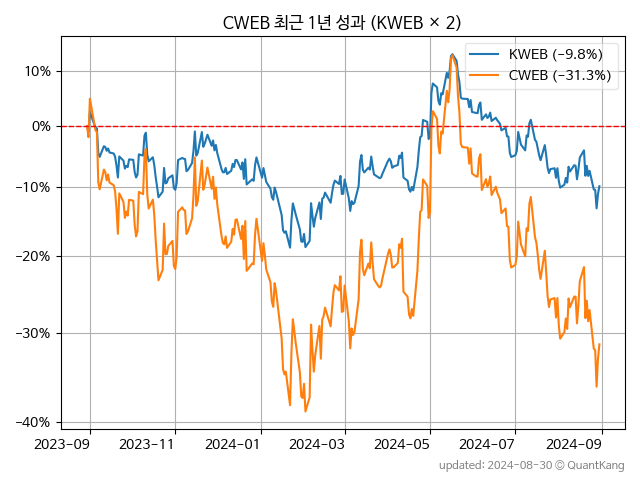 CWEB 최근 1년 성과 (KWEB × 2)
KWEB (−9.8%)
CWEB (−31.3%)
10%
0%
−10%
−20%
−30%
−40%
2023-09 2023-11 2024-01 2024-03 2024-05 2024-07 2024-09
updated: 2024-08-30 © QuantKang